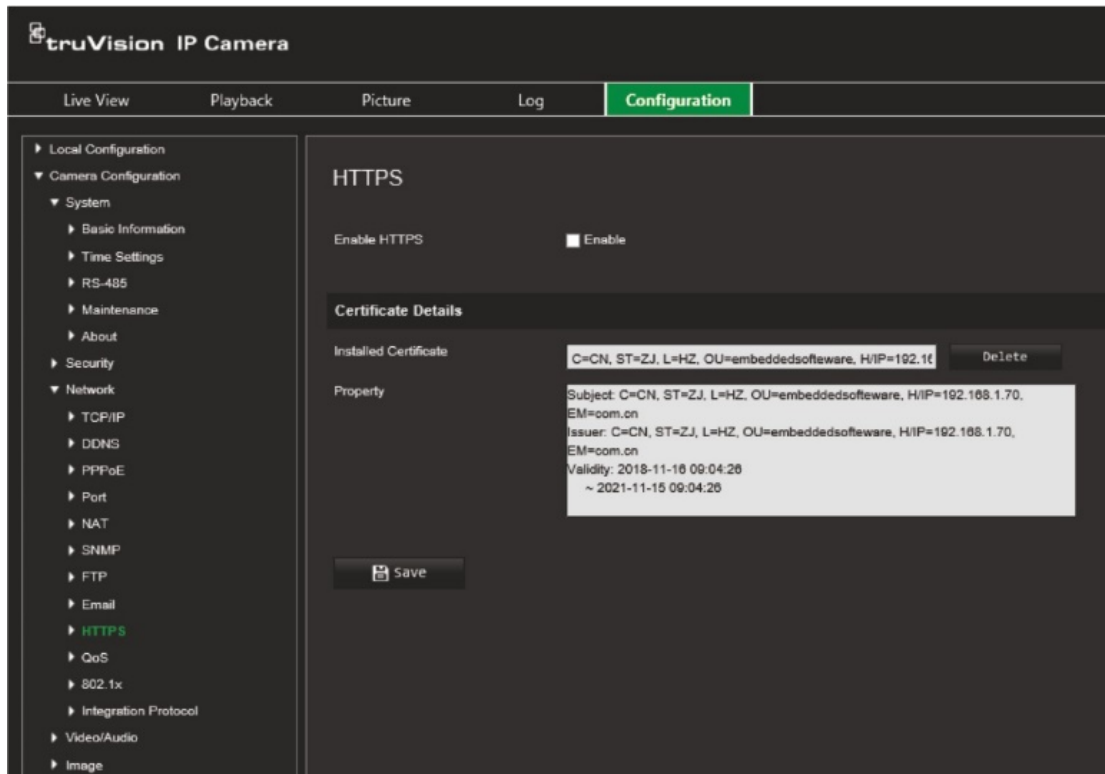 truVision IP Camera
Live View Playback Picture Log Configuration
Local Configuration
Camera Configuration
System
Basic Information
Time Settings
RS-485
Maintenance
About
Security
Network
TCP/IP
DDNS
PPPoE
Port
NAT
SNMP
FTP
Email
HTTPS
QoS
802.1x
Integration Protocol
Video/Audio
Image
HTTPS
Enable HTTPS Enable
Certificate Details
Installed Certificate C=CN, ST=ZJ, L=HZ, OU=embeddedsofteware, H/IP=192.16 Delete
Property
Subject: C=CN, ST=ZJ, L=HZ, OU=embeddedsofteware, H/IP=192.168.1.70,
EM=com.cn
Issuer: C=CN, ST=ZJ, L=HZ, OU=embeddedsofteware, H/IP=192.168.1.70,
EM=com.cn
Validity: 2018-11-16 09:04:26
~ 2021-11-15 09:04:26
Save